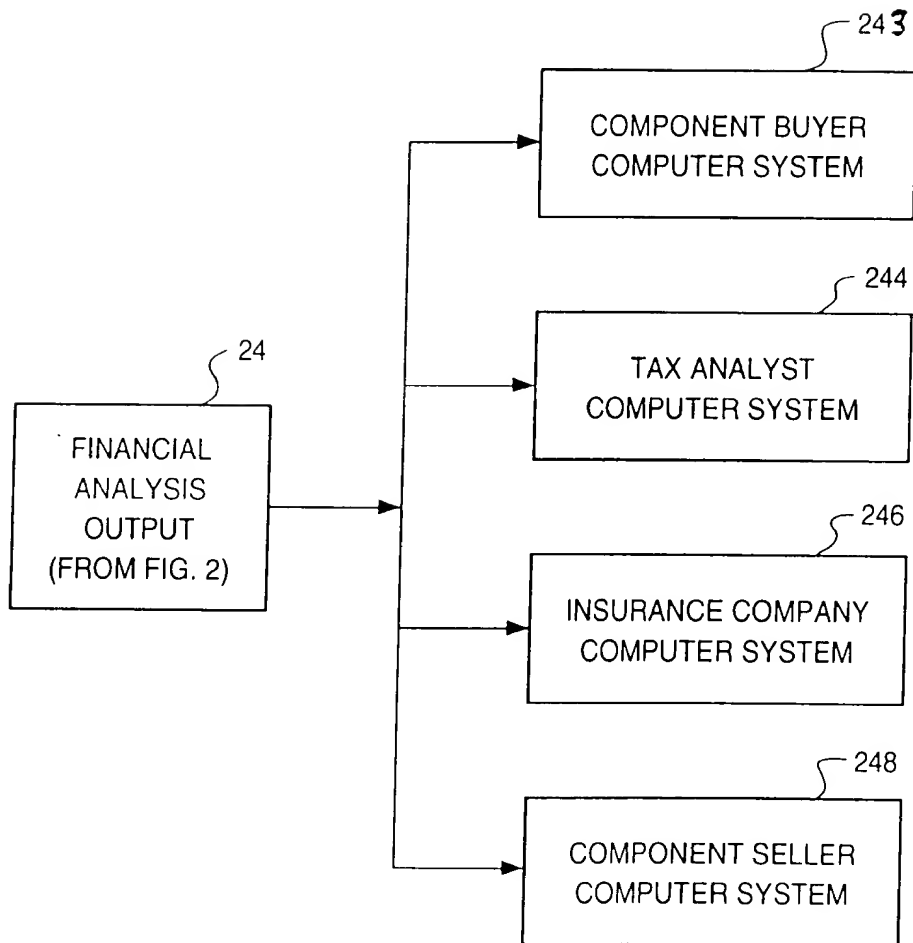 243
COMPONENT BUYER
COMPUTER SYSTEM
244
TAX ANALYST
COMPUTER SYSTEM
24
FINANCIAL
ANALYSIS
OUTPUT
(FROM FIG. 2)
246
INSURANCE COMPANY
COMPUTER SYSTEM
248
COMPONENT SELLER
COMPUTER SYSTEM